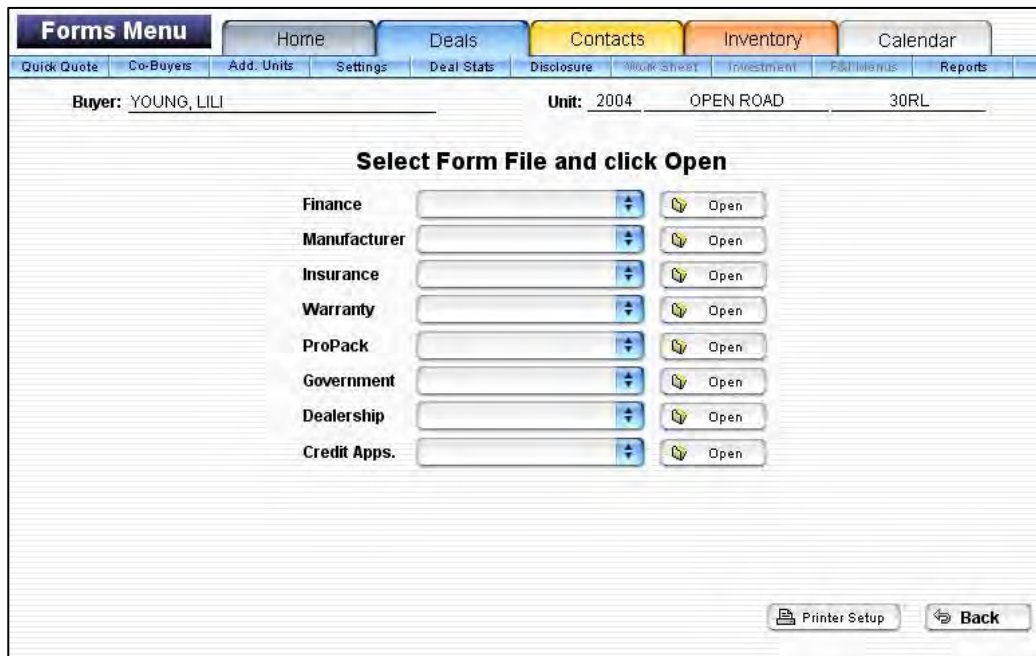 Forms Menu Home Deals Contacts Inventory Calendar
Quick Quote Co-Buyers Add. Units Settings Deal Stats Disclosure Work Sheet Investment F&I Menus Reports
Buyer: YOUNG, LILI Unit: 2004 OPEN ROAD 30RL
Select Form File and click Open
Finance Open
Manufacturer Open
Insurance Open
Warranty Open
ProPack Open
Government Open
Dealership Open
Credit Apps. Open
Printer Setup Back